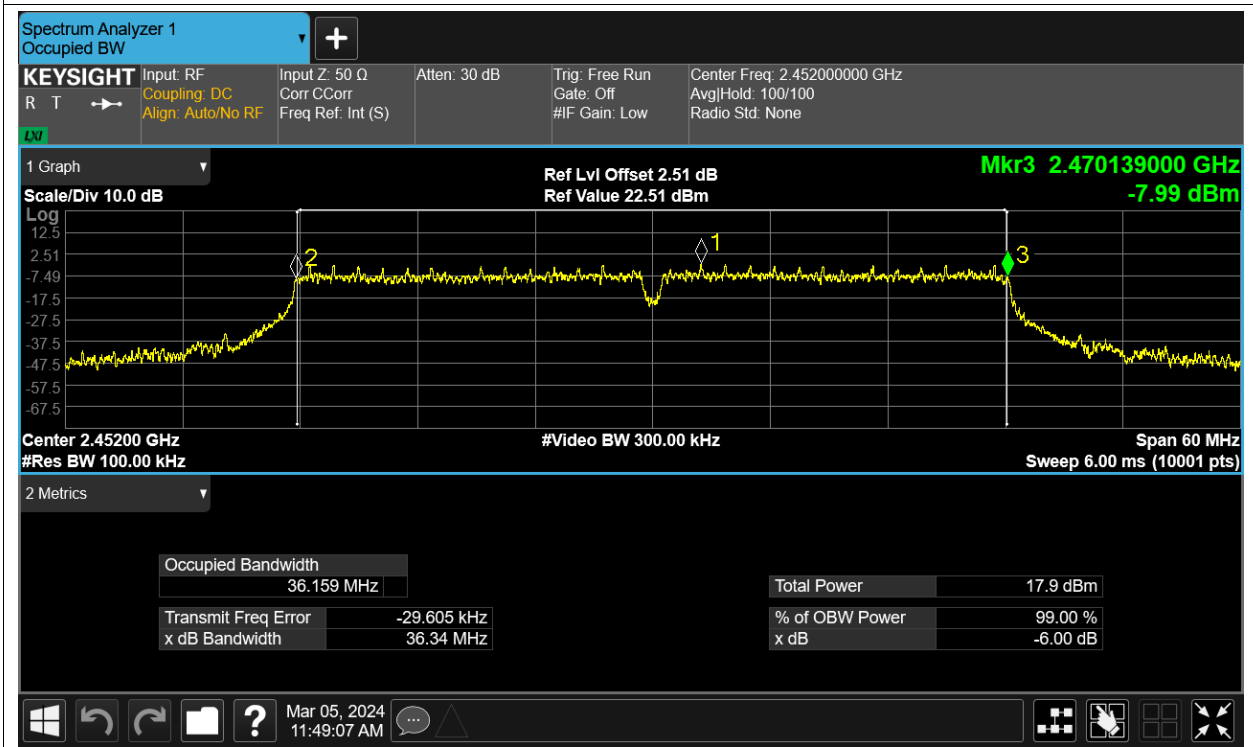 Spectrum Analyzer 1
Occupied BW
KEYSIGHT
R T
LXI
Input: RF
Coupling: DC
Align: Auto/No RF
Input Z: 50 Ω
Corr CCorr
Freq Ref: Int (S)
Atten: 30 dB
Trig: Free Run
Gate: Off
#IF Gain: Low
Center Freq: 2.452000000 GHz
Avg|Hold: 100/100
Radio Std: None
1 Graph
Scale/Div 10.0 dB
Ref Lvl Offset 2.51 dB
Ref Value 22.51 dBm
Mkr3 2.470139000 GHz
-7.99 dBm
Log
12.5
2.51
-7.49
-17.5
-27.5
-37.5
-47.5
-57.5
-67.5
2
1
3
Center 2.45200 GHz
#Video BW 300.00 kHz
Span 60 MHz
#Res BW 100.00 kHz
Sweep 6.00 ms (10001 pts)
2 Metrics
Occupied Bandwidth
36.159 MHz
Transmit Freq Error -29.605 kHz
x dB Bandwidth 36.34 MHz
Total Power 17.9 dBm
% of OBW Power 99.00 %
x dB -6.00 dB
?
Mar 05, 2024
11:49:07 AM